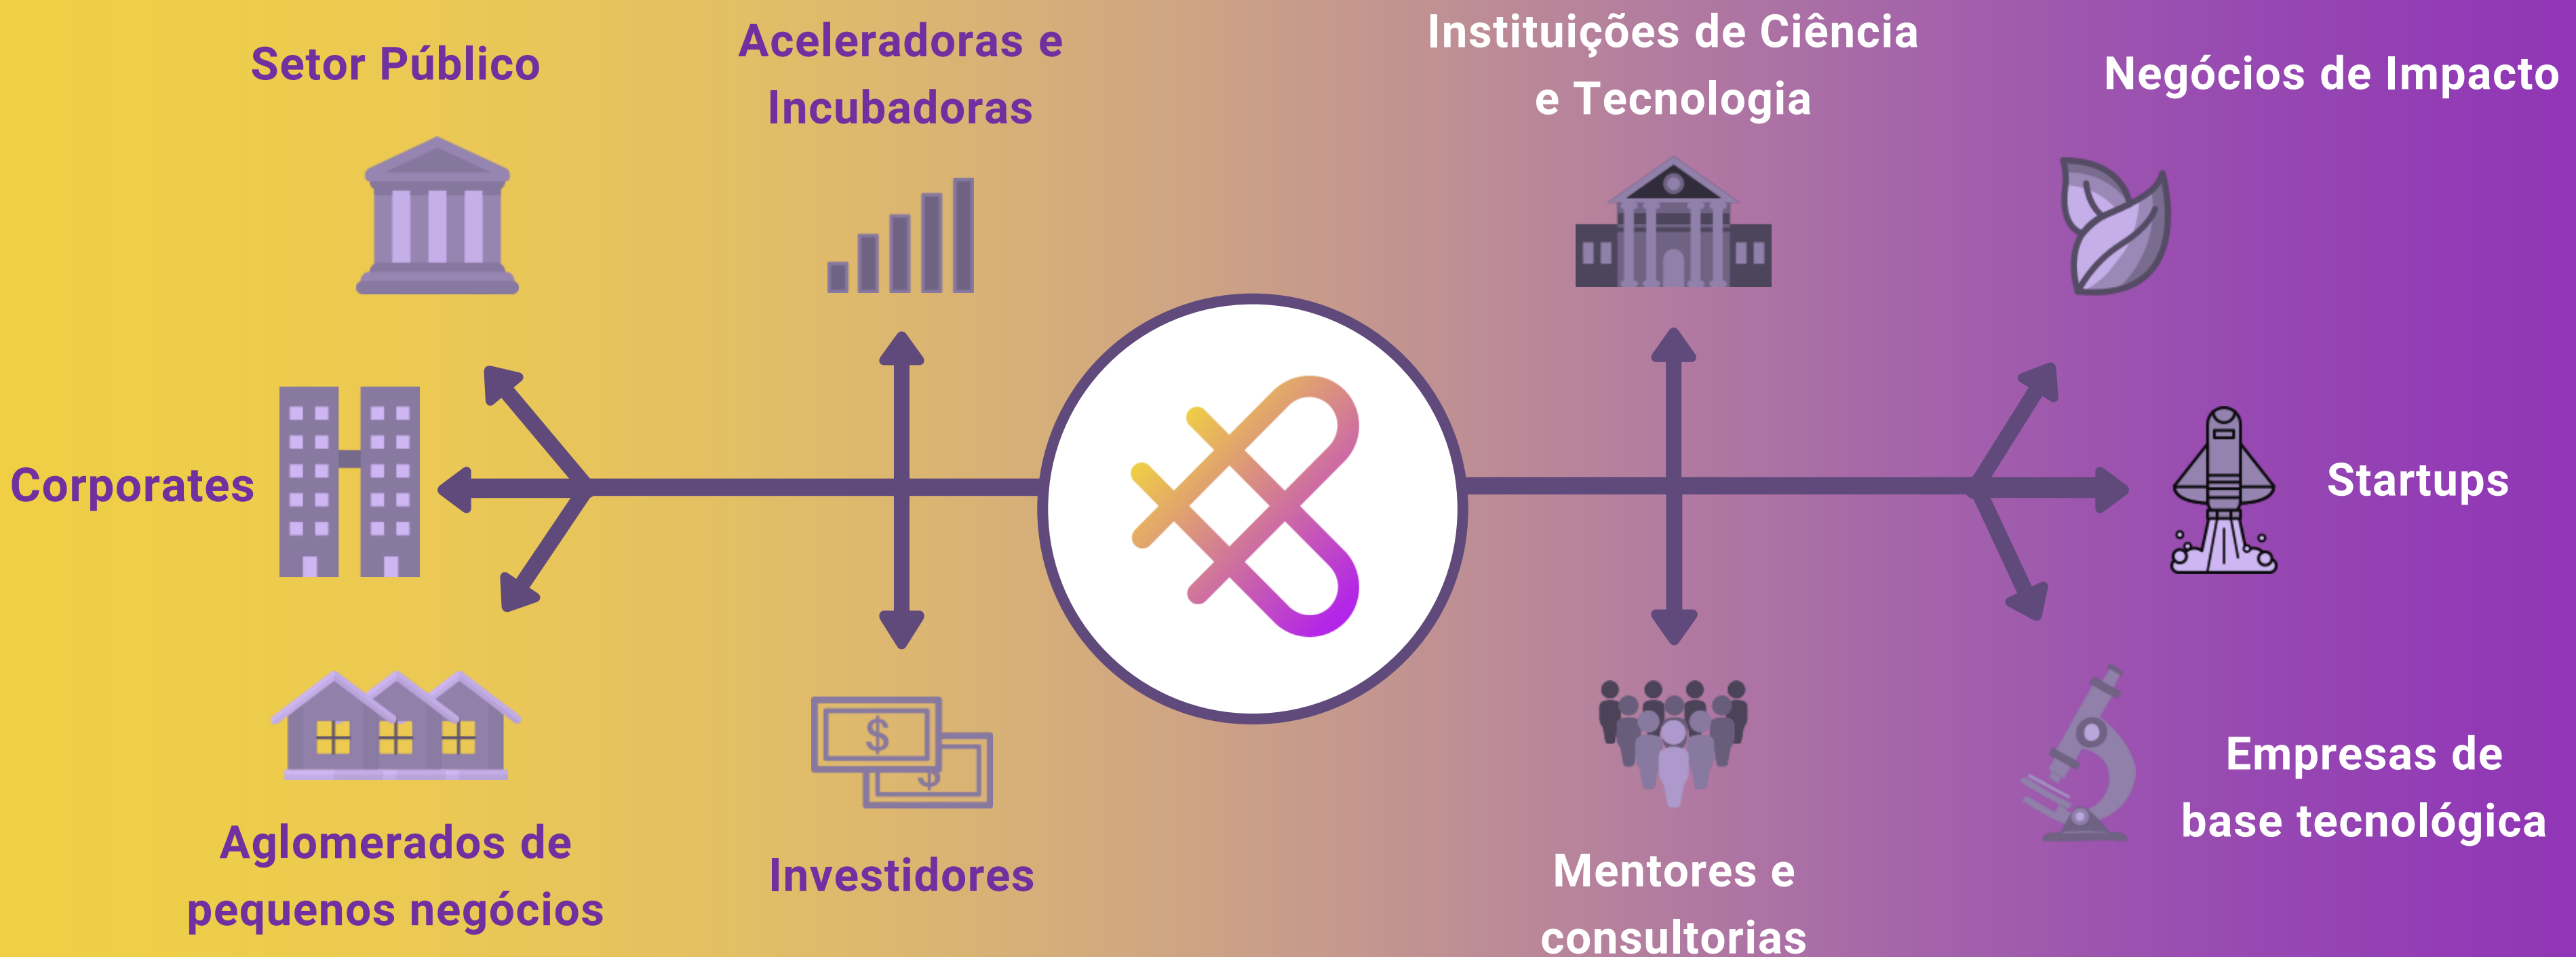 Setor Público
Aceleradoras e
Incubadoras
Instituições de Ciência
e Tecnologia
Negócios de Impacto
Corporates
Startups
Aglomerados de
pequenos negócios
$
$
Investidores
Mentores e
consultorias
Empresas de
base tecnológica